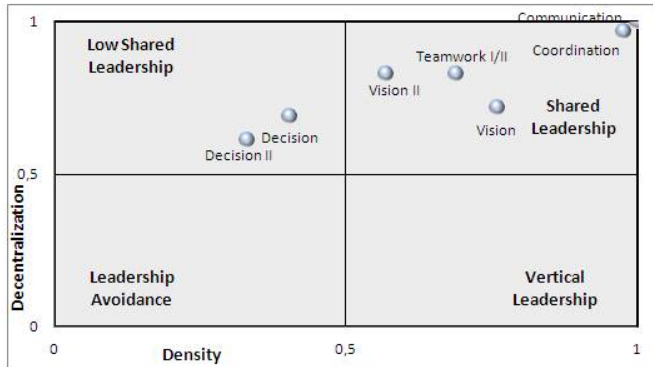 1
Communication
Low Shared
Leadership
Teamwork I/II
Coordination
Vision II
Shared
Leadership
Vision
Decision
Decision II
0,5
Decentralization
Leadership
Avoidance
Vertical
Leadership
0
0
Density
0,5
1